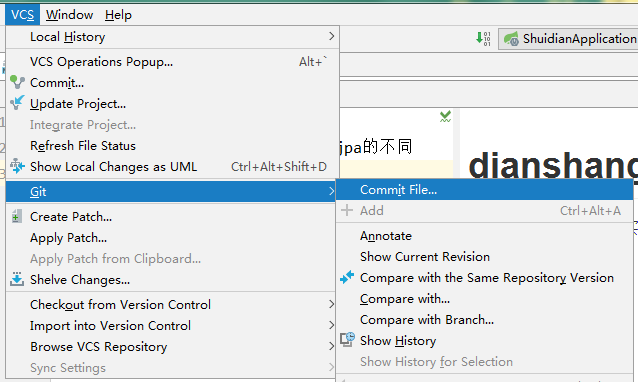 VCS Window Help
ShuidianApplication
Local History
VCS Operations Popup... Alt+`
Commit...
Update Project...
Integrate Project...
Refresh File Status
Show Local Changes as UML Ctrl+Alt+Shift+D
Git
Create Patch...
Apply Patch...
Apply Patch from Clipboard...
Shelve Changes...
Checkout from Version Control
Import into Version Control
Browse VCS Repository
Sync Settings
jpa的不同
dianshang
Commit File...
Add Ctrl+Alt+A
Annotate
Show Current Revision
Compare with the Same Repository Version
Compare with...
Compare with Branch...
Show History
Show History for Selection